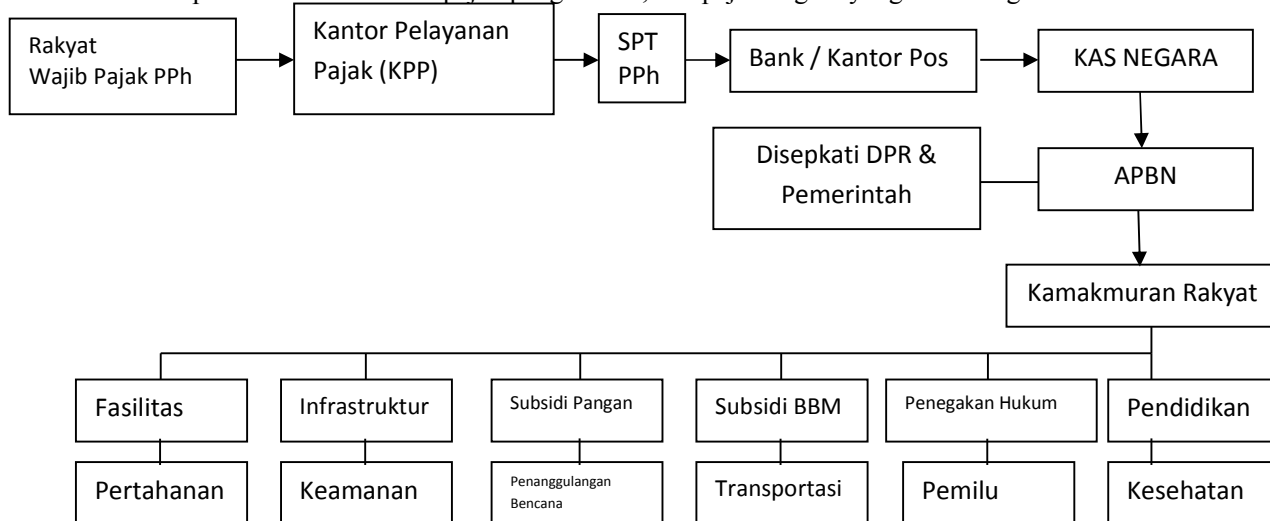 Rakyat
Wajib Pajak PPh
Kantor Pelayanan
Pajak (KPP)
SPT
PPh
Bank / Kantor Pos
KAS NEGARA
Disepkati DPR &
Pemerintah
APBN
Kamakmuran Rakyat
Fasilitas
Infrastruktur
Subsidi Pangan
Subsidi BBM
Penegakan Hukum
Pendidikan
Pertahanan
Keamanan
Penanggulangan
Bencana
Transportasi
Pemilu
Kesehatan